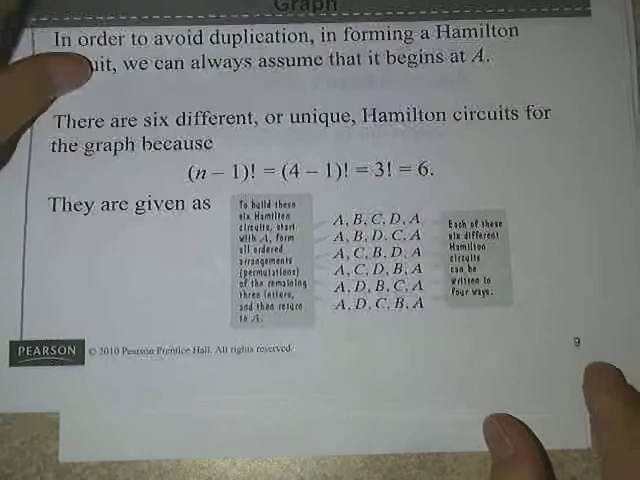 Graph
In order to avoid duplication, in forming a Hamilton
uit, we can always assume that it begins at A.
There are six different, or unique, Hamilton circuits for
the graph because
(n – 1)! = (4 – 1)! = 3! = 6.
They are given as
To build these
six Hamilton
circuits, start
with A, form
all ordered
arrangements
(permutations)
of the remaining
three letters,
and then return
to A.
A, B, C, D, A
A, B, D, C, A
A, C, B, D, A
A, C, D, B, A
A, D, B, C, A
A, D, C, B, A
Each of these
six different
Hamilton
circuits
can be
written in
four ways.
PEARSON © 2010 Pearson Prentice Hall. All rights reserved.
9